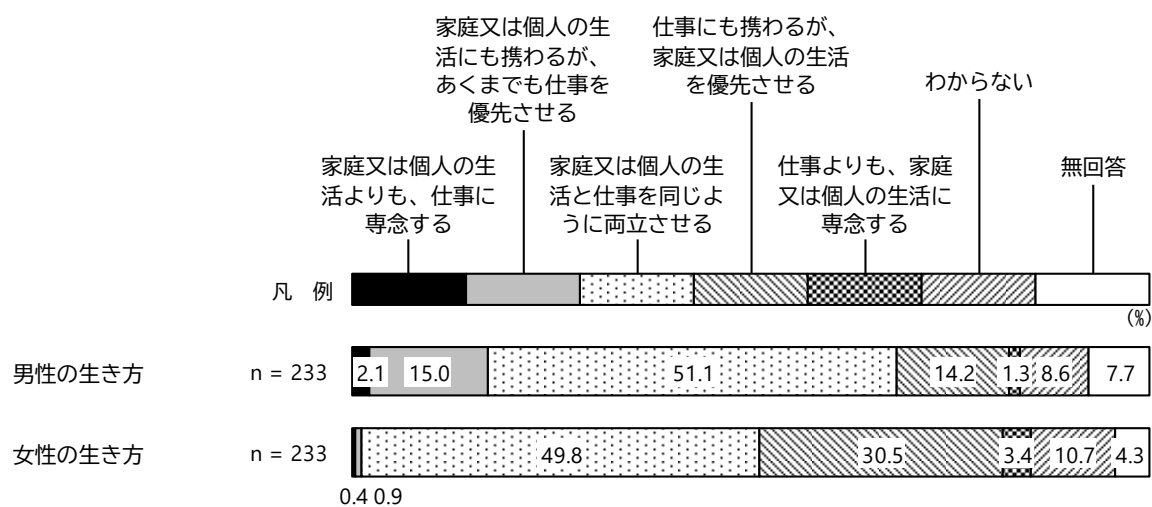 家庭又は個人の生
活にも携わるが、
あくまでも仕事を
優先させる
仕事にも携わるが、
家庭又は個人の生活
を優先させる
わからない
家庭又は個人の生
活よりも、仕事に
専念する
家庭又は個人の生
活と仕事を同じよ
うに両立させる
仕事よりも、家庭
又は個人の生活に
専念する
無回答
凡 例
(%)
男性の生き方 n = 233 2.1 15.0 51.1 14.2 1.3 8.6 7.7
女性の生き方 n = 233 49.8 30.5 3.4 10.7 4.3
0.4 0.9